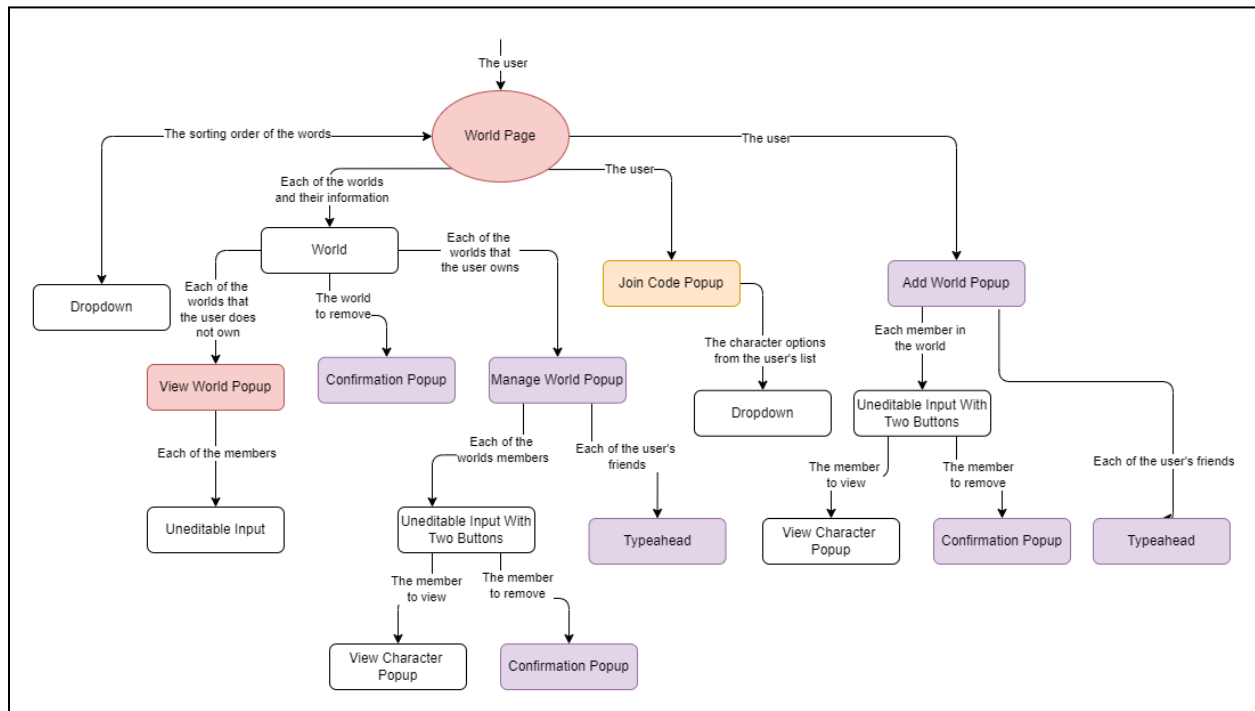 The user
World Page
The sorting order of the words
The user
The user
Each of the worlds
and their information
World
Each of the
worlds that
the user owns
Join Code Popup
Add World Popup
Dropdown
Each of the
worlds that
the user does
not own
The world
to remove
The character options
from the user's list
Each member in
the world
View World Popup
Confirmation Popup
Manage World Popup
Dropdown
Uneditable Input With
Two Buttons
Each of the members
Each of the
worlds members
Each of the user's
friends
The member
to view
The member
to remove
Each of the user's friends
Uneditable Input
Uneditable Input With
Two Buttons
Typeahead
View Character
Popup
Confirmation Popup
Typeahead
The member
to view
The member
to remove
View Character
Popup
Confirmation Popup